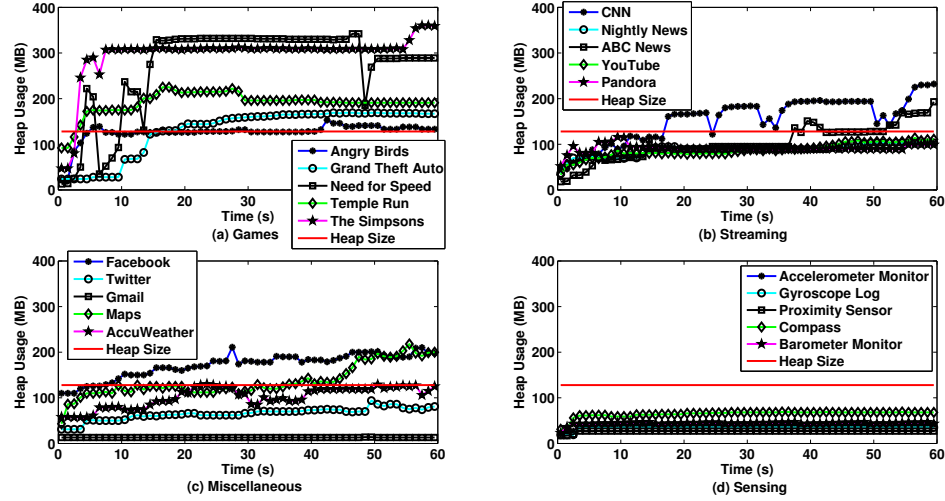 400
300
200
100
0
Heap Usage (MB)
0 10 20 30 40 50 60
Time (s)
(a) Games
Angry Birds
Grand Theft Auto
Need for Speed
Temple Run
The Simpsons
Heap Size
400
300
200
100
0
Heap Usage (MB)
0 10 20 30 40 50 60
Time (s)
(b) Streaming
CNN
Nightly News
ABC News
YouTube
Pandora
Heap Size
400
300
200
100
0
Heap Usage (MB)
0 10 20 30 40 50 60
Time (s)
(c) Miscellaneous
Facebook
Twitter
Gmail
Maps
AccuWeather
Heap Size
400
300
200
100
0
Heap Usage (MB)
0 10 20 30 40 50 60
Time (s)
(d) Sensing
Accelerometer Monitor
Gyroscope Log
Proximity Sensor
Compass
Barometer Monitor
Heap Size